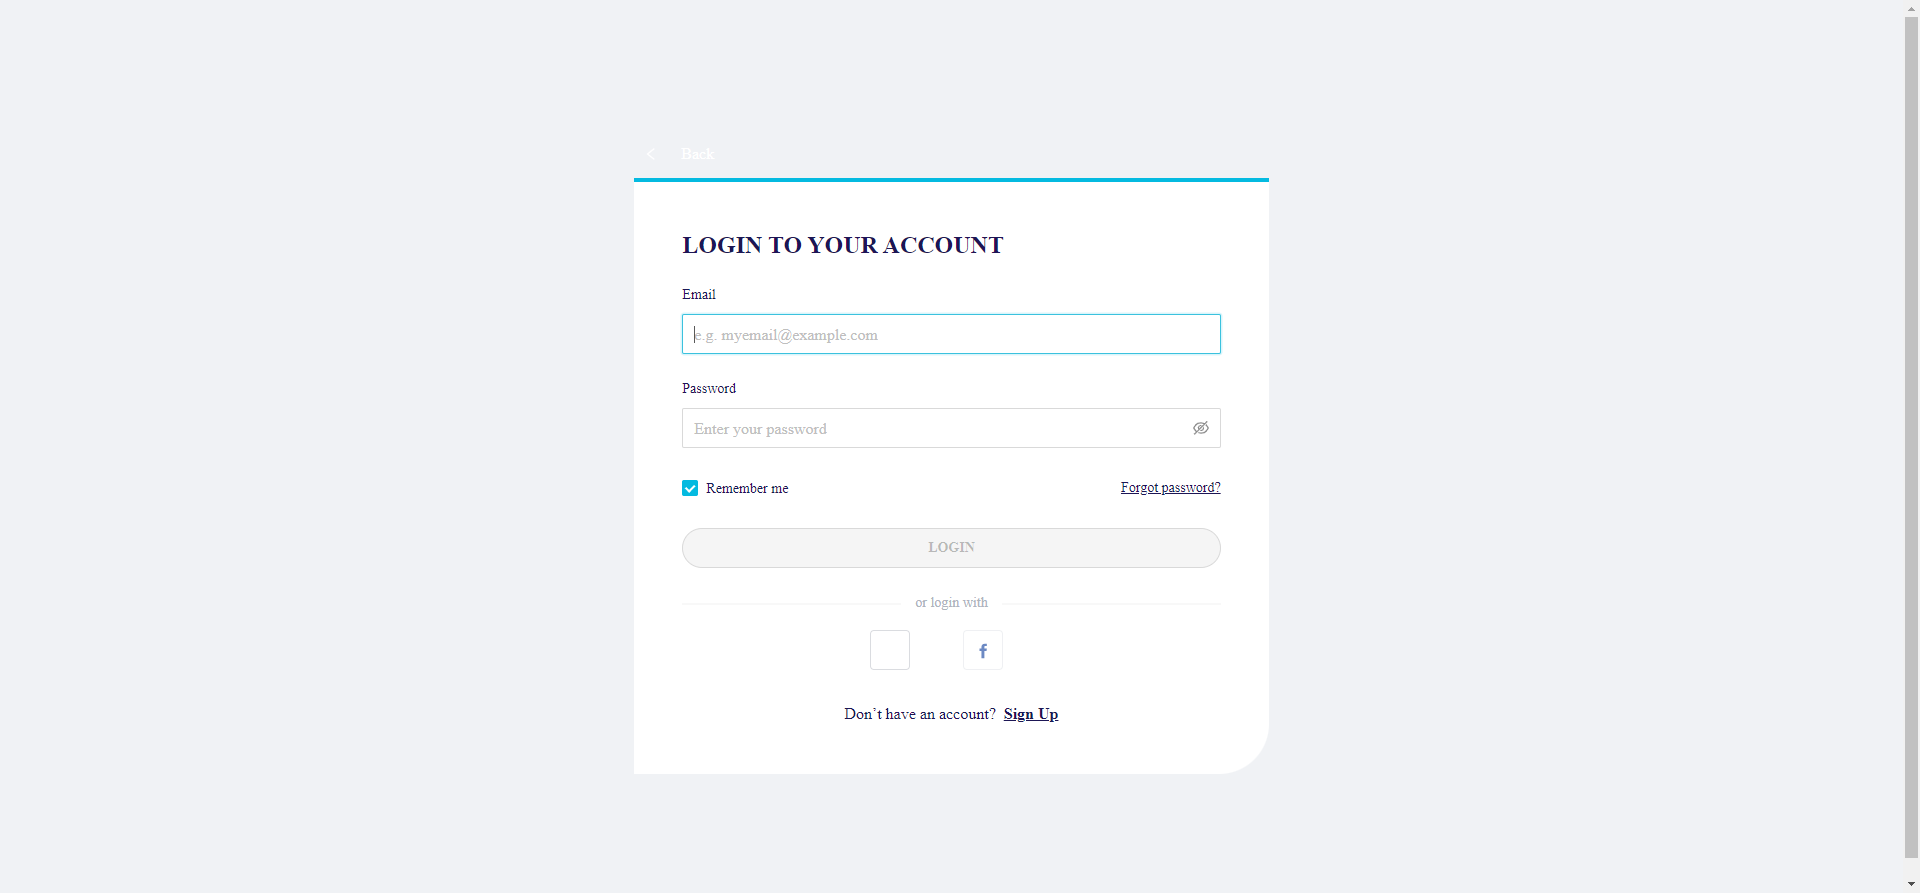 Back
LOGIN TO YOUR ACCOUNT
Email
e.g. myemail@example.com
Password
Enter your password
Remember me
Forgot password?
LOGIN
or login with
f
Don’t have an account? Sign Up